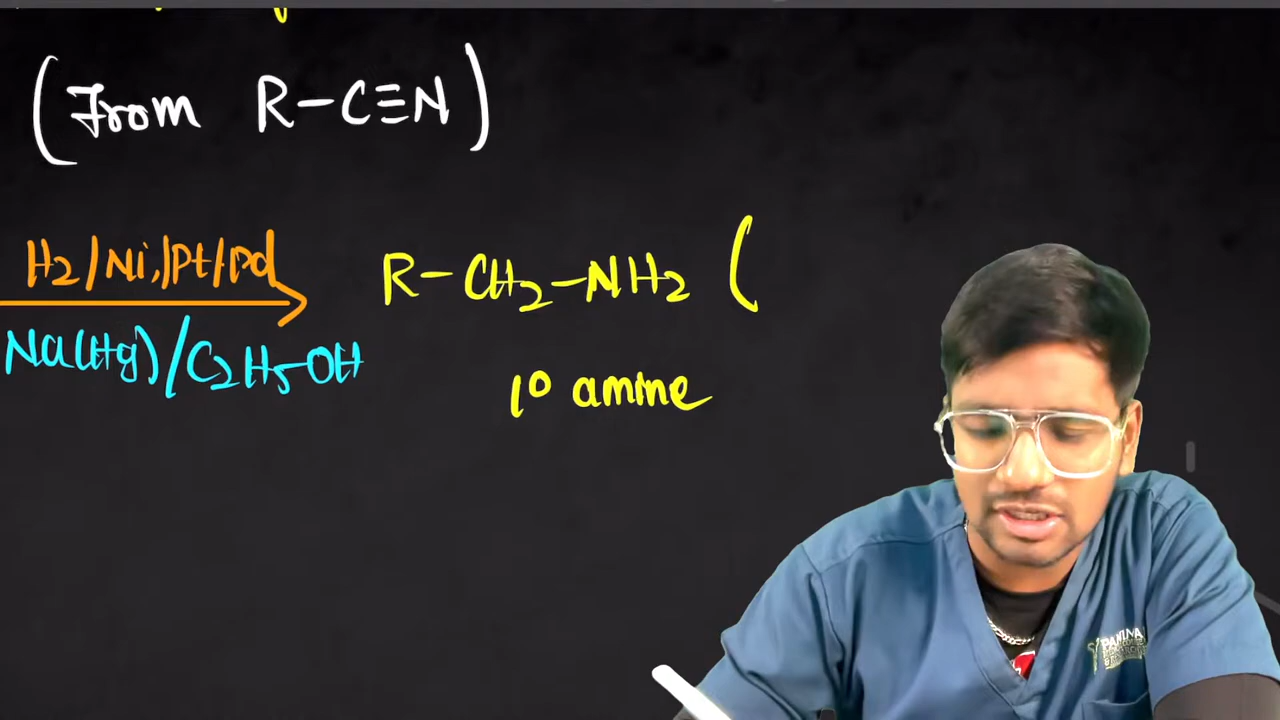 (From R-C≡N)
H2/Ni,/Pt/Pd
R-CH2-NH2 (
Na(Hg)/C2H5-OH
1° amine